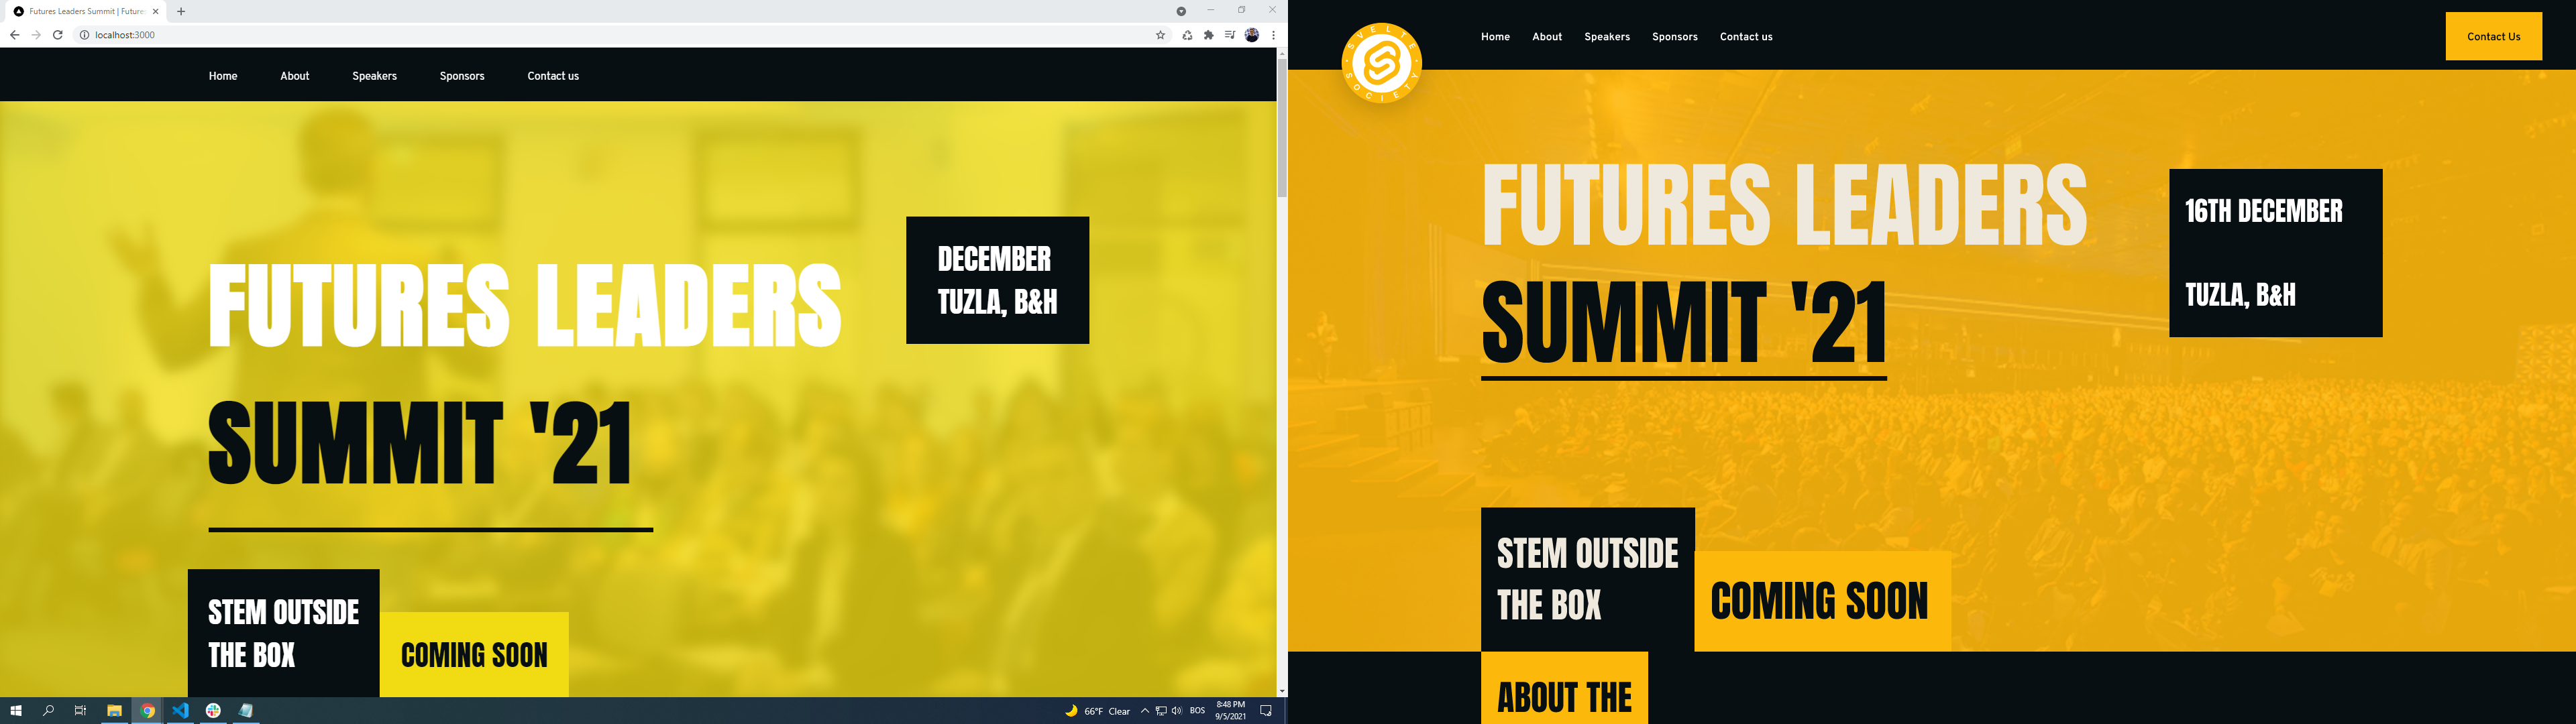 Futures Leaders Summit | Future
localhost:3000
Home About Speakers Sponsors Contact us
FUTURES LEADERS
SUMMIT '21
DECEMBER
TUZLA, B&H
STEM OUTSIDE
THE BOX
COMING SOON
66°F Clear
BOS
8:48 PM
9/5/2021
SVELTE
SOCIETY
Home About Speakers Sponsors Contact us
Contact Us
FUTURES LEADERS
SUMMIT '21
16TH DECEMBER
TUZLA, B&H
STEM OUTSIDE
THE BOX
COMING SOON
ABOUT THE